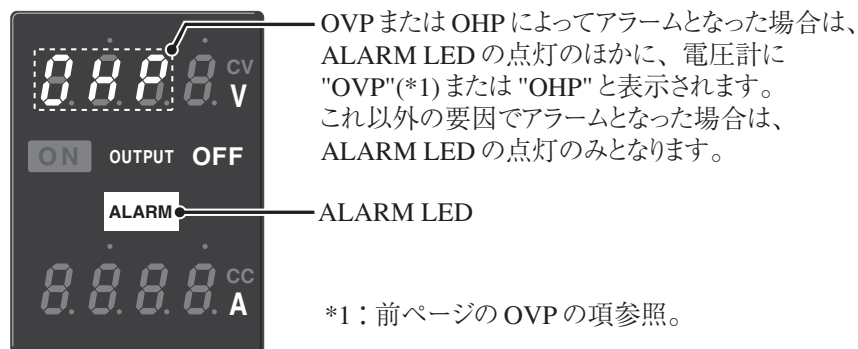 OVP または OHP によってアラームとなった場合は、
ALARM LED の点灯のほかに、電圧計に
"OVP"(*1) または "OHP" と表示されます。
これ以外の要因でアラームとなった場合は、
ALARM LED の点灯のみとなります。
OHP8. CV
V
ON OUTPUT OFF
ALARM
ALARM LED
8.8.8.8. CC
A
*1：前ページの OVP の項参照。